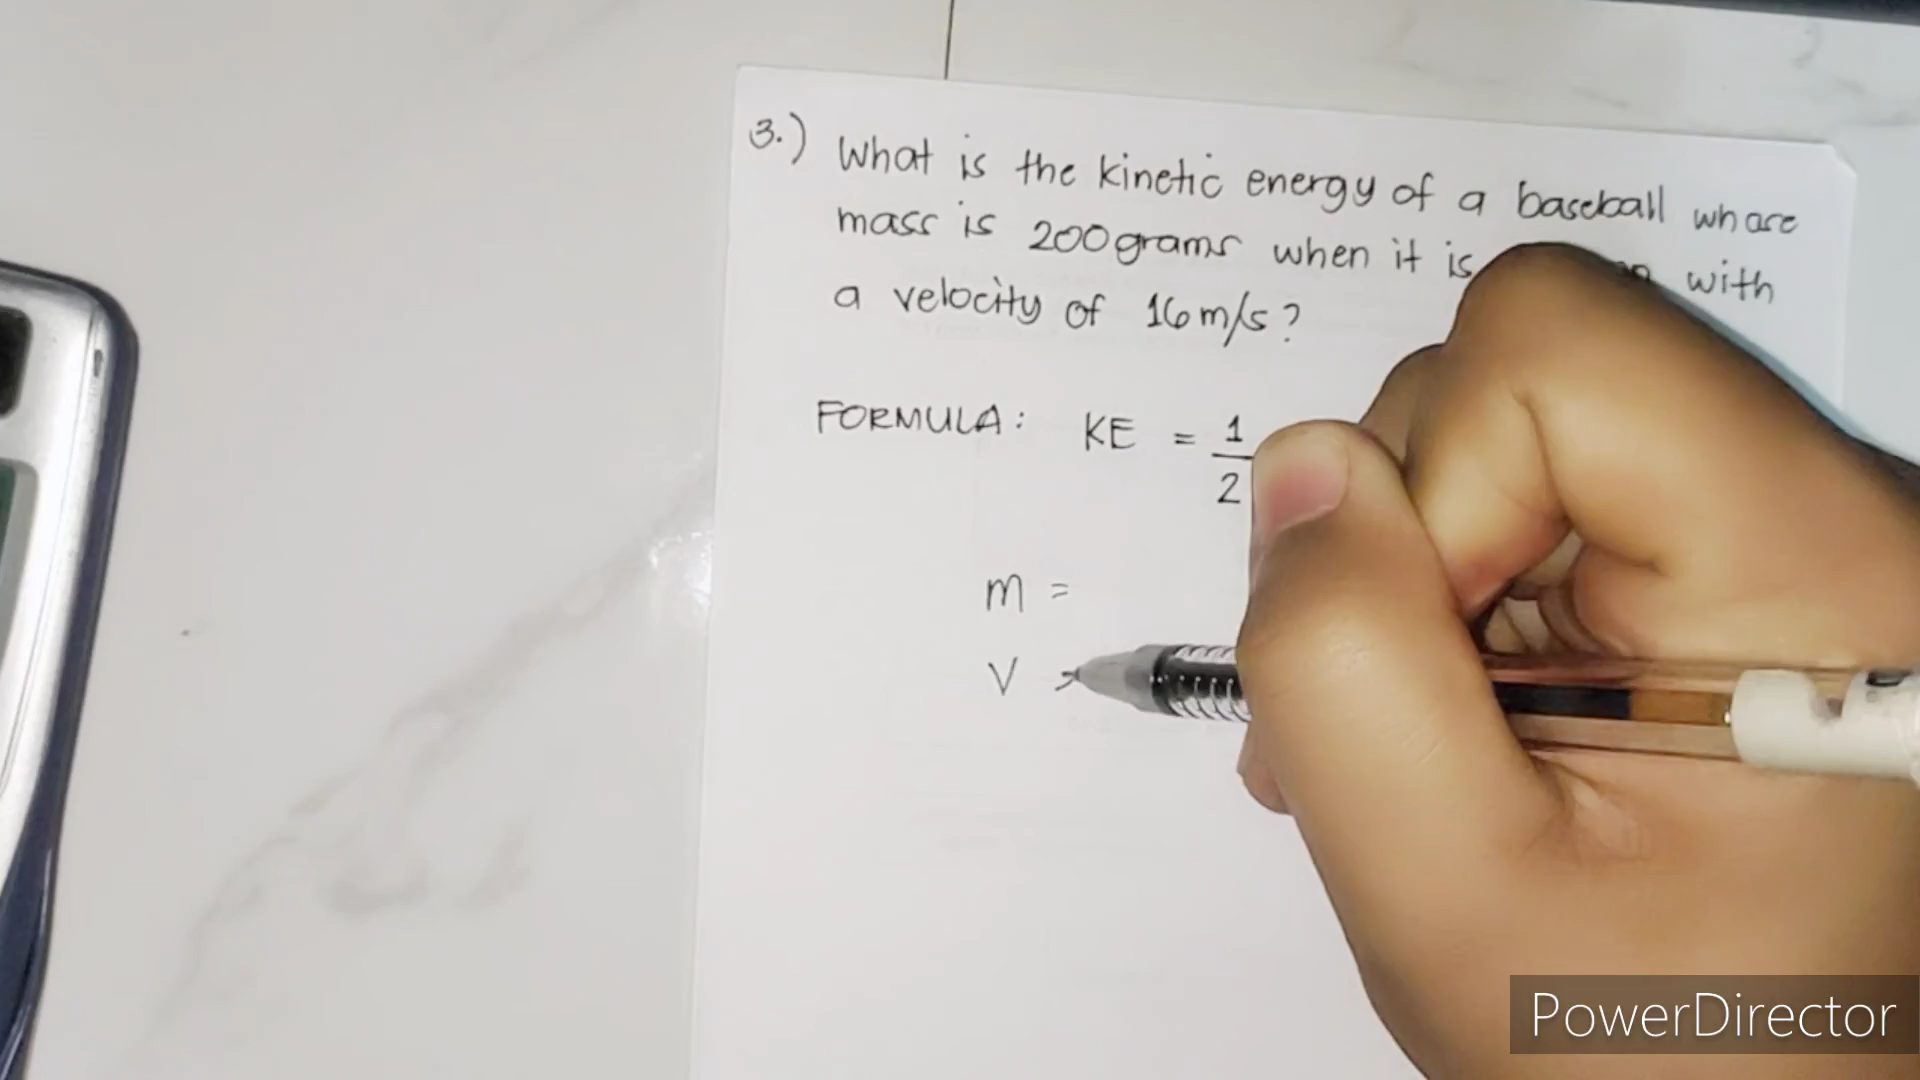 3.) What is the kinetic energy of a baseball whose
mass is 200grams when it is with
a velocity of 16m/s?
FORMULA: KE = 1/2
m =
V
PowerDirector